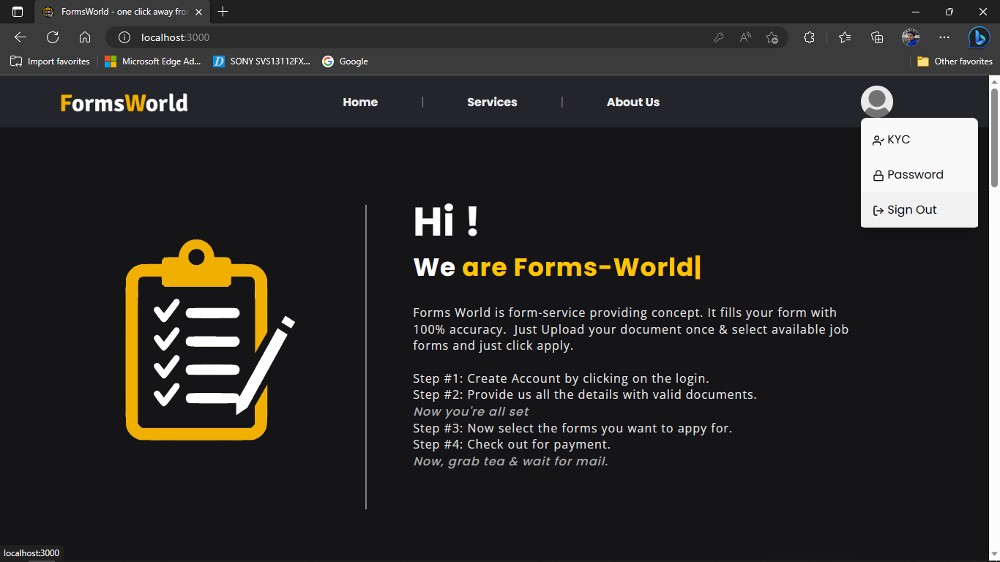 FormsWorld - one click away fro
localhost:3000
Import favorites
Microsoft Edge Ad...
SONY SVS13112FX...
Google
Other favorites
FormsWorld
Home | Services | About Us
KYC
Password
Sign Out
Hi !
We are Forms-World|
Forms World is form-service providing concept. It fills your form with
100% accuracy. Just Upload your document once & select available job
forms and just click apply.
Step #1: Create Account by clicking on the login.
Step #2: Provide us all the details with valid documents.
Now you're all set
Step #3: Now select the forms you want to appy for.
Step #4: Check out for payment.
Now, grab tea & wait for mail.
localhost:3000